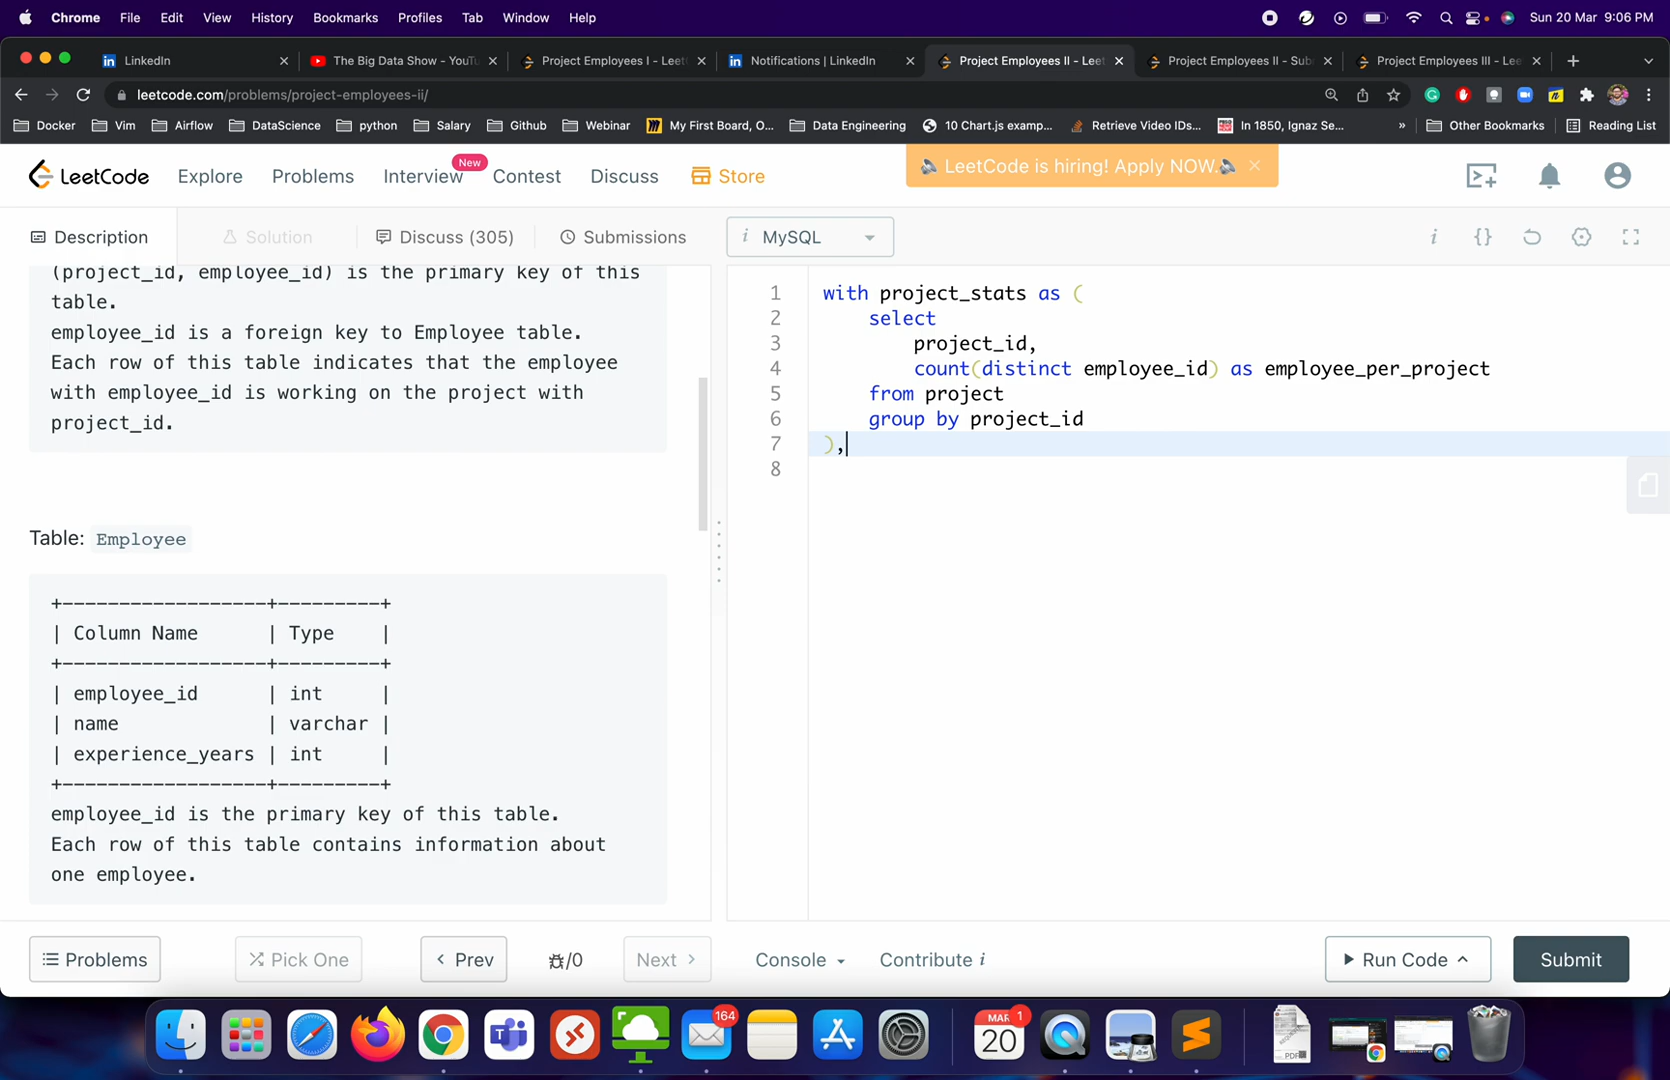 Chrome File Edit View History Bookmarks Profiles Tab Window Help Sun 20 Mar 9:06 PM
LinkedIn The Big Data Show - YouTu Project Employees I - Leet Notifications | LinkedIn Project Employees II - Leet Project Employees II - Sub Project Employees III - Lee
leetcode.com/problems/project-employees-ii/
Docker Vim Airflow DataScience python Salary Github Webinar My First Board, O... Data Engineering 10 Chart.js examp... Retrieve Video IDs... In 1850, Ignaz Se... » Other Bookmarks Reading List
LeetCode Explore Problems Interview New Contest Discuss Store LeetCode is hiring! Apply NOW.
Description Solution Discuss (305) Submissions i MySQL i {}
(project_id, employee_id) is the primary key of this
table.
employee_id is a foreign key to Employee table.
Each row of this table indicates that the employee
with employee_id is working on the project with
project_id.
Table: Employee
+------------------+---------+
| Column Name      | Type    |
+------------------+---------+
| employee_id      | int     |
| name             | varchar |
| experience_years | int     |
+------------------+---------+
employee_id is the primary key of this table.
Each row of this table contains information about
one employee.
1 with project_stats as (
2     select
3         project_id,
4         count(distinct employee_id) as employee_per_project
5     from project
6     group by project_id
7 ),
8
Problems Pick One Prev /0 Next Console Contribute i Run Code Submit
164 MAR 1 20 PDF